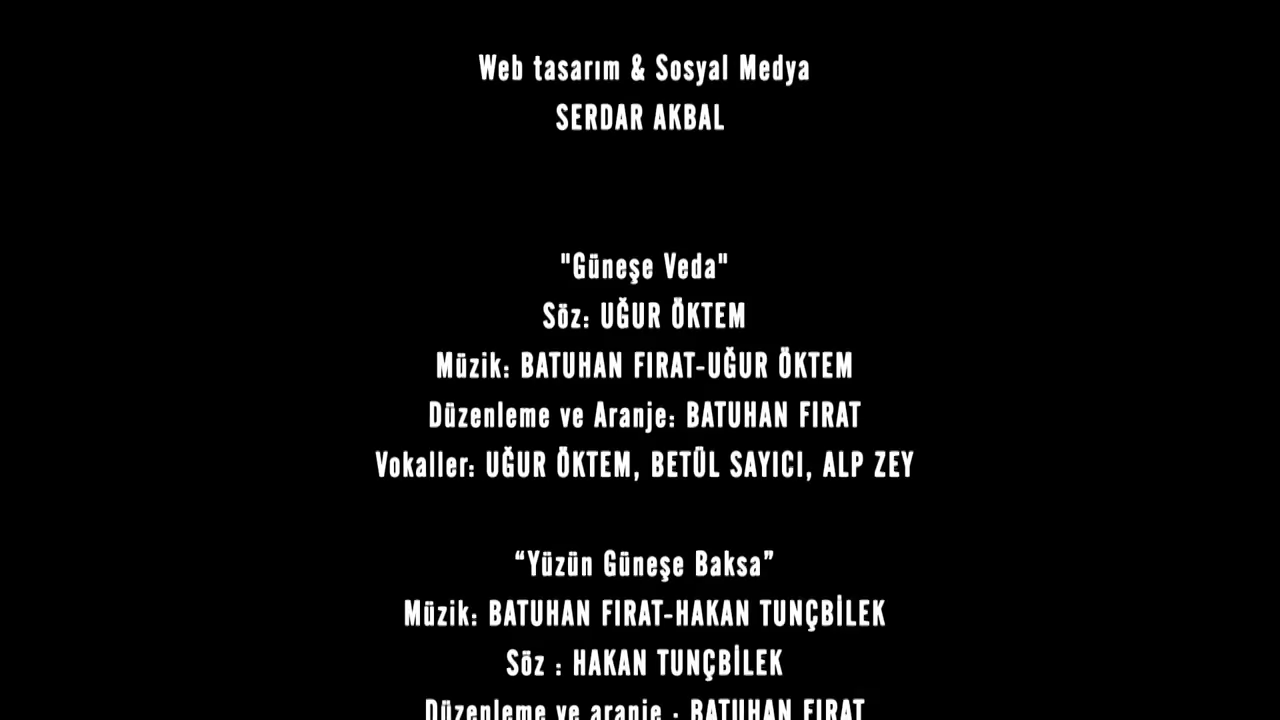 Web tasarım & Sosyal Medya
SERDAR AKBAL
"Güneşe Veda"
Söz: UĞUR ÖKTEM
Müzik: BATUHAN FIRAT-UĞUR ÖKTEM
Düzenleme ve Aranje: BATUHAN FIRAT
Vokaller: UĞUR ÖKTEM, BETÜL SAYICI, ALP ZEY
“Yüzün Güneşe Baksa”
Müzik: BATUHAN FIRAT-HAKAN TUNÇBİLEK
Söz : HAKAN TUNÇBİLEK
Düzenleme ve aranje : BATUHAN FIRAT